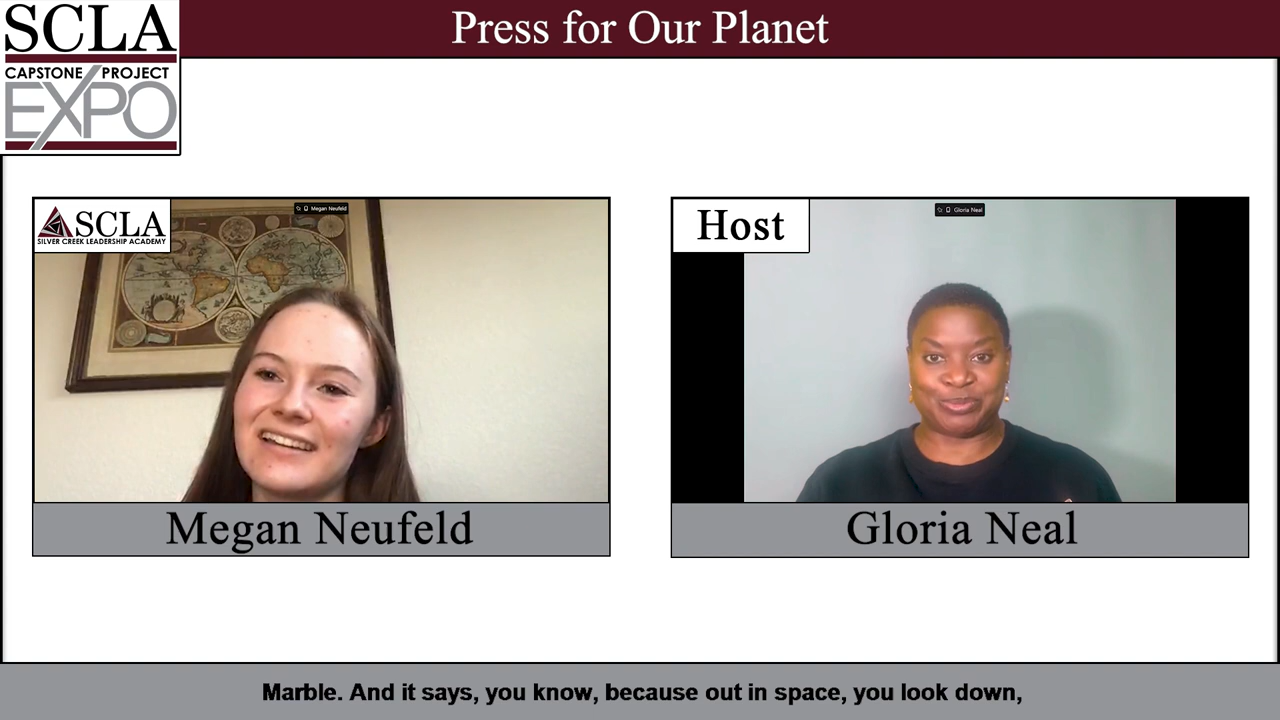 SCLA
CAPSTONE PROJECT
EXPO
Press for Our Planet
SCLA
SILVER CREEK LEADERSHIP ACADEMY
Megan Neufeld
Megan Neufeld
Host
Gloria Neal
Gloria Neal
Marble. And it says, you know, because out in space, you look down,